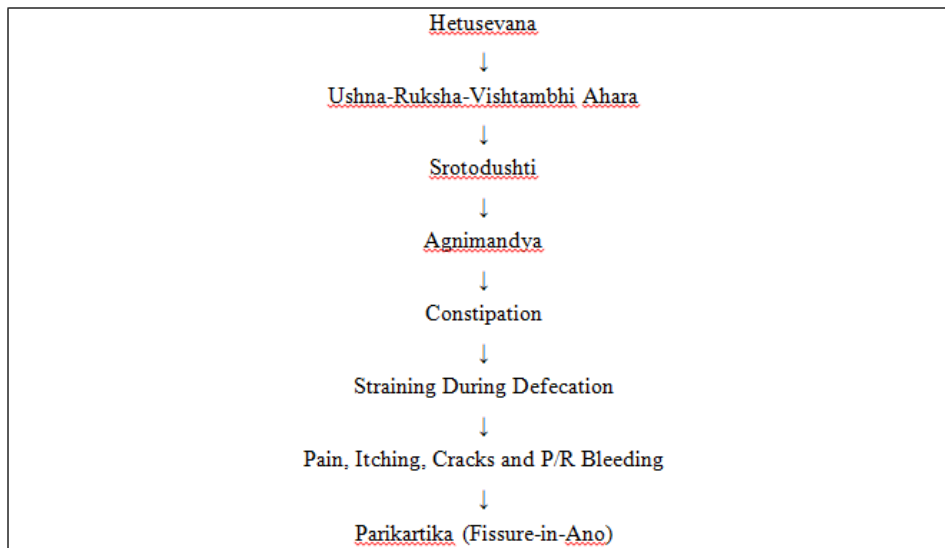 Hetusevana
↓
Ushna-Ruksha-Vishtambhi Ahara
↓
Srotodushti
↓
Agnimandya
↓
Constipation
↓
Straining During Defecation
↓
Pain, Itching, Cracks and P/R Bleeding
↓
Parikartika (Fissure-in-Ano)